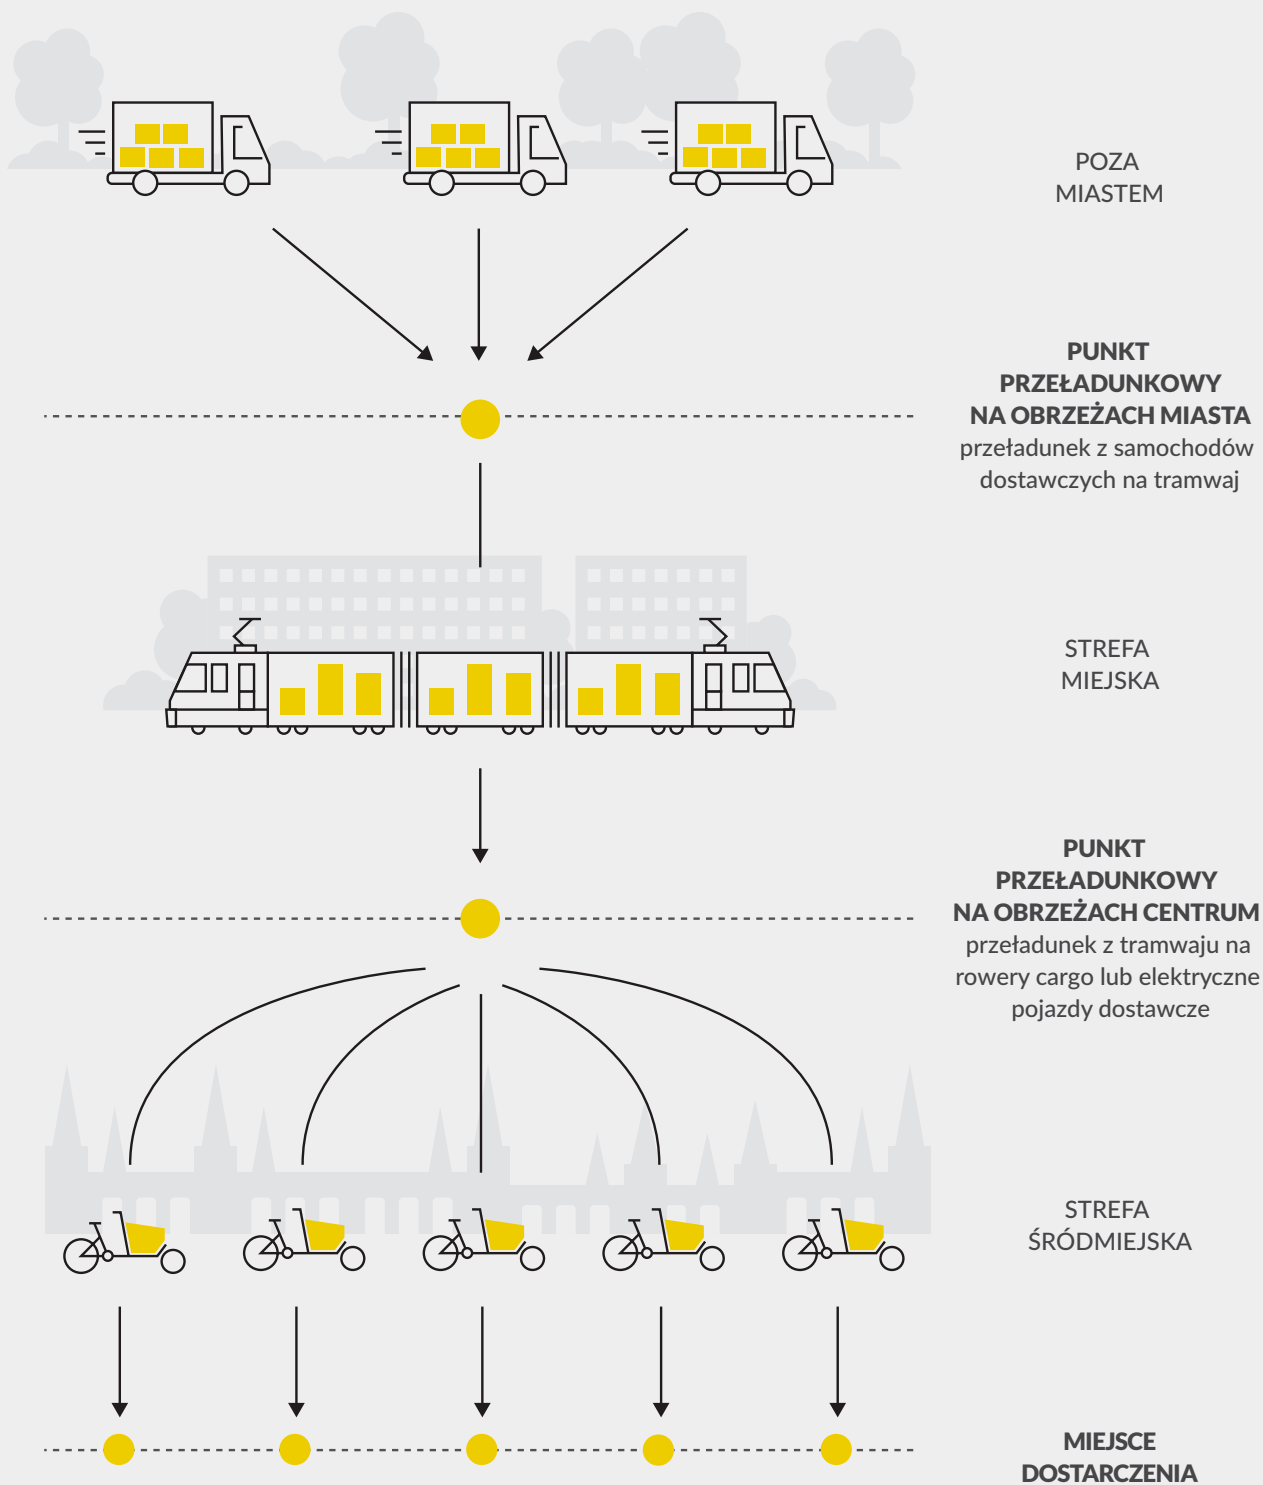 POZA
MIASTEM
PUNKT
PRZEŁADUNKOWY
NA OBRZEŻACH MIASTA
przeładunek z samochodów
dostawczych na tramwaj
STREFA
MIEJSKA
PUNKT
PRZEŁADUNKOWY
NA OBRZEŻACH CENTRUM
przeładunek z tramwaju na
rowery cargo lub elektryczne
pojazdy dostawcze
STREFA
ŚRÓDMIEJSKA
MIEJSCE
DOSTARCZENIA